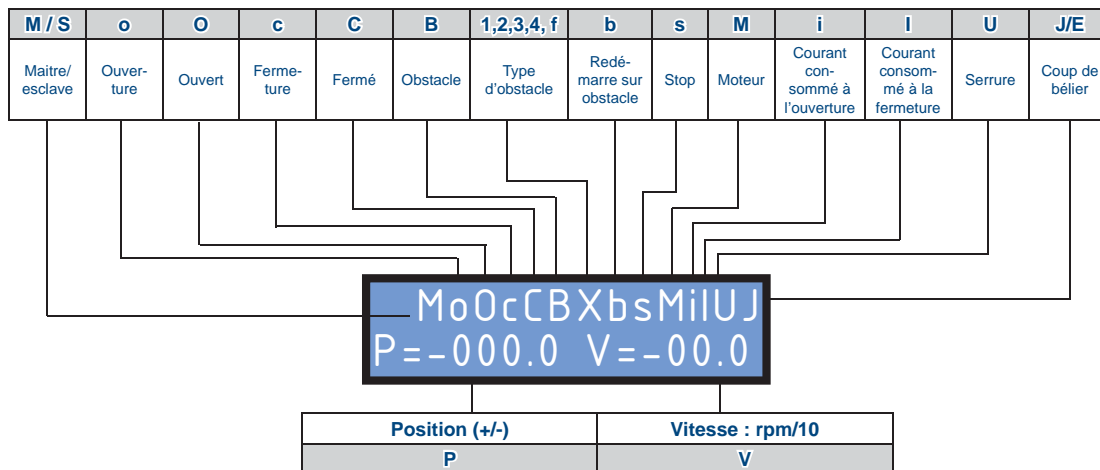 M / S o O c C B 1,2,3,4, f b s M i I U J/E
Maitre/
esclave
Ouver-
ture
Ouvert
Ferme-
ture
Fermé
Obstacle
Type
d’obstacle
Redé-
marre sur
obstacle
Stop
Moteur
Courant
con-
sommé à
l’ouverture
Courant
consom-
mé à la
fermeture
Serrure
Coup de
bélier
MoOcCBXbsMiIUJ
P=-000.0 V=-00.0
Position (+/-) Vitesse : rpm/10
P V